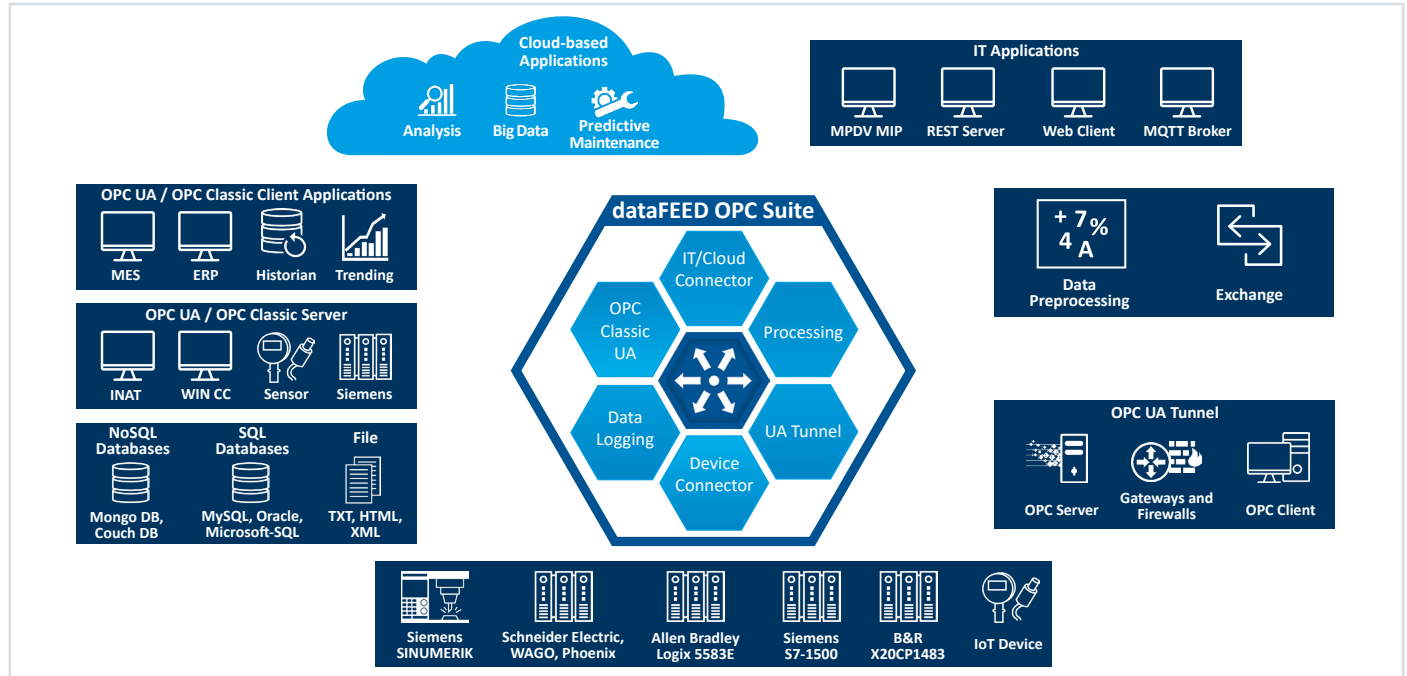 Cloud-based
Applications
Analysis
Big Data
Predictive
Maintenance
IT Applications
MPDV MIP
REST Server
Web Client
MQTT Broker
OPC UA / OPC Classic Client Applications
MES
ERP
Historian
Trending
OPC UA / OPC Classic Server
INAT
WIN CC
Sensor
Siemens
NoSQL
Databases
Mongo DB,
Couch DB
SQL
Databases
MySQL, Oracle,
Microsoft-SQL
File
TXT, HTML,
XML
dataFEED OPC Suite
IT/Cloud
Connector
OPC
Classic
UA
Processing
Data
Logging
UA Tunnel
Device
Connector
+ 7%
4 A
Data
Preprocessing
Exchange
OPC UA Tunnel
OPC Server
Gateways and
Firewalls
OPC Client
Siemens
SINUMERIK
Schneider Electric,
WAGO, Phoenix
Allen Bradley
Logix 5583E
Siemens
S7-1500
B&R
X20CP1483
IoT Device